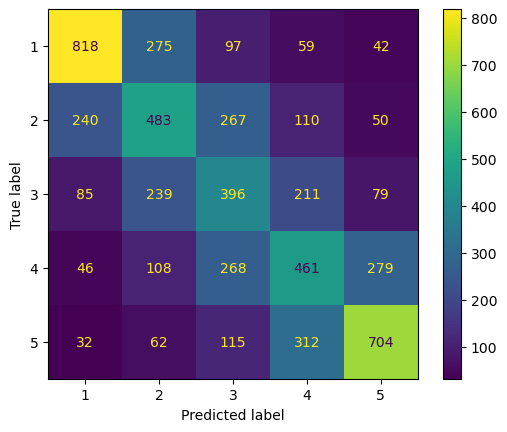 1 818 275 97 59 42
2 240 483 267 110 50
3 85 239 396 211 79
4 46 108 268 461 279
5 32 62 115 312 704
1 2 3 4 5
Predicted label
True label
800
700
600
500
400
300
200
100